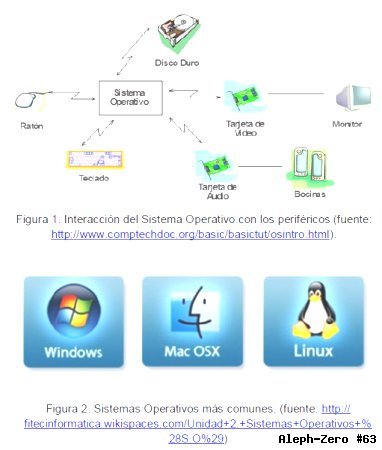 Disco Duro
Sistema
Operativo
Ratón
Tarjeta de
Video
Monitor
Teclado
Tarjeta de
Audio
Bocinas
Figura 1. Interacción del Sistema Operativo con los periféricos (fuente:
http://www.comptechdoc.org/basic/basictut/osintro.html).
Windows
Mac OSX
Linux
Figura 2. Sistemas Operativos más comunes. (fuente: http://
fitecinformatica.wikispaces.com/Unidad+2.+Sistemas+Operativos+%
28S.O%29)
Aleph-Zero #63